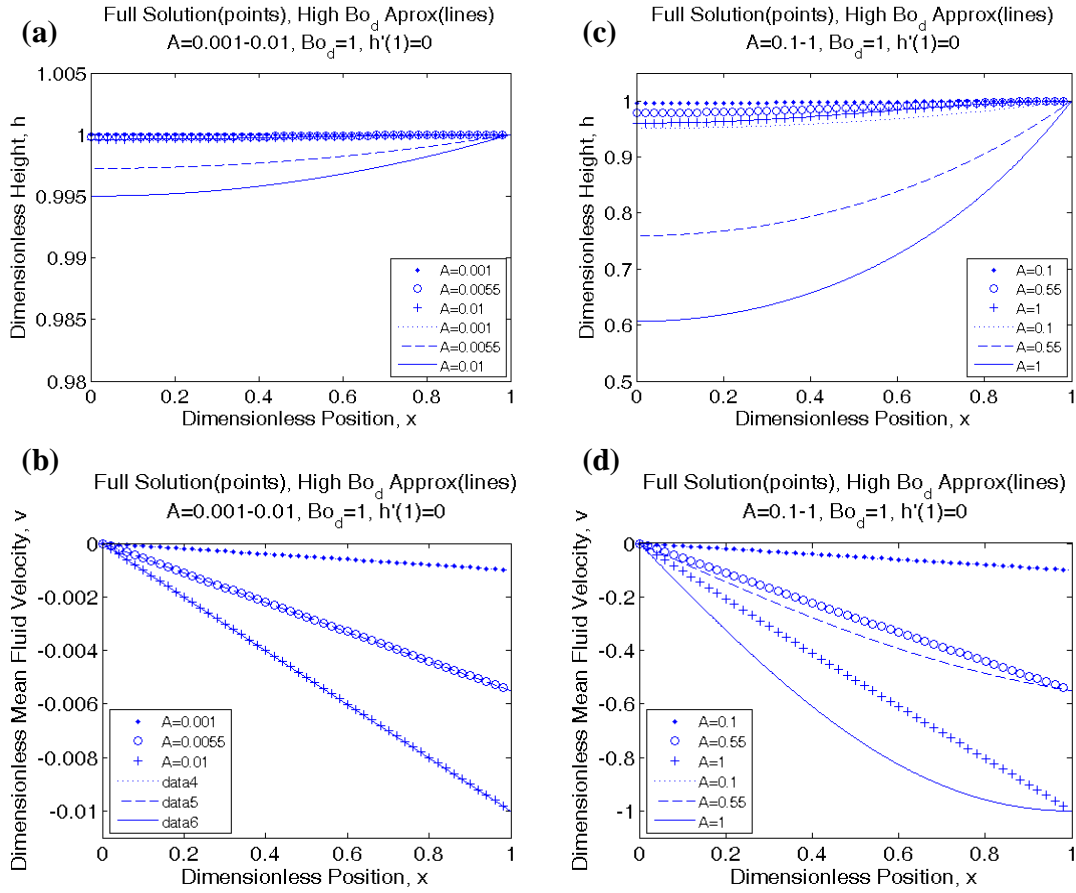 (a)
Full Solution(points), High Bo_d Aprox(lines)
A=0.001-0.01, Bo_d=1, h'(1)=0
1.005
1
0.995
0.99
0.985
0.98
Dimensionless Height, h
A=0.001
A=0.0055
A=0.01
A=0.001
A=0.0055
A=0.01
0
0.2
0.4
0.6
0.8
1
Dimensionless Position, x
(c)
Full Solution(points), High Bo_d Approx(lines)
A=0.1-1, Bo_d=1, h'(1)=0
1
0.9
0.8
0.7
0.6
0.5
Dimensionless Height, h
A=0.1
A=0.55
A=1
A=0.1
A=0.55
A=1
0
0.2
0.4
0.6
0.8
1
Dimensionless Position, x
(b)
Full Solution(points), High Bo_d Approx(lines)
A=0.001-0.01, Bo_d=1, h'(1)=0
0
-0.002
-0.004
-0.006
-0.008
-0.01
Dimensionless Mean Fluid Velocity, v
A=0.001
A=0.0055
A=0.01
data4
data5
data6
0
0.2
0.4
0.6
0.8
1
Dimensionless Position, x
(d)
Full Solution(points), High Bo_d Approx(lines)
A=0.1-1, Bo_d=1, h'(1)=0
0
-0.2
-0.4
-0.6
-0.8
-1
Dimensionless Mean Fluid Velocity, v
A=0.1
A=0.55
A=1
A=0.1
A=0.55
A=1
0
0.2
0.4
0.6
0.8
1
Dimensionless Position, x